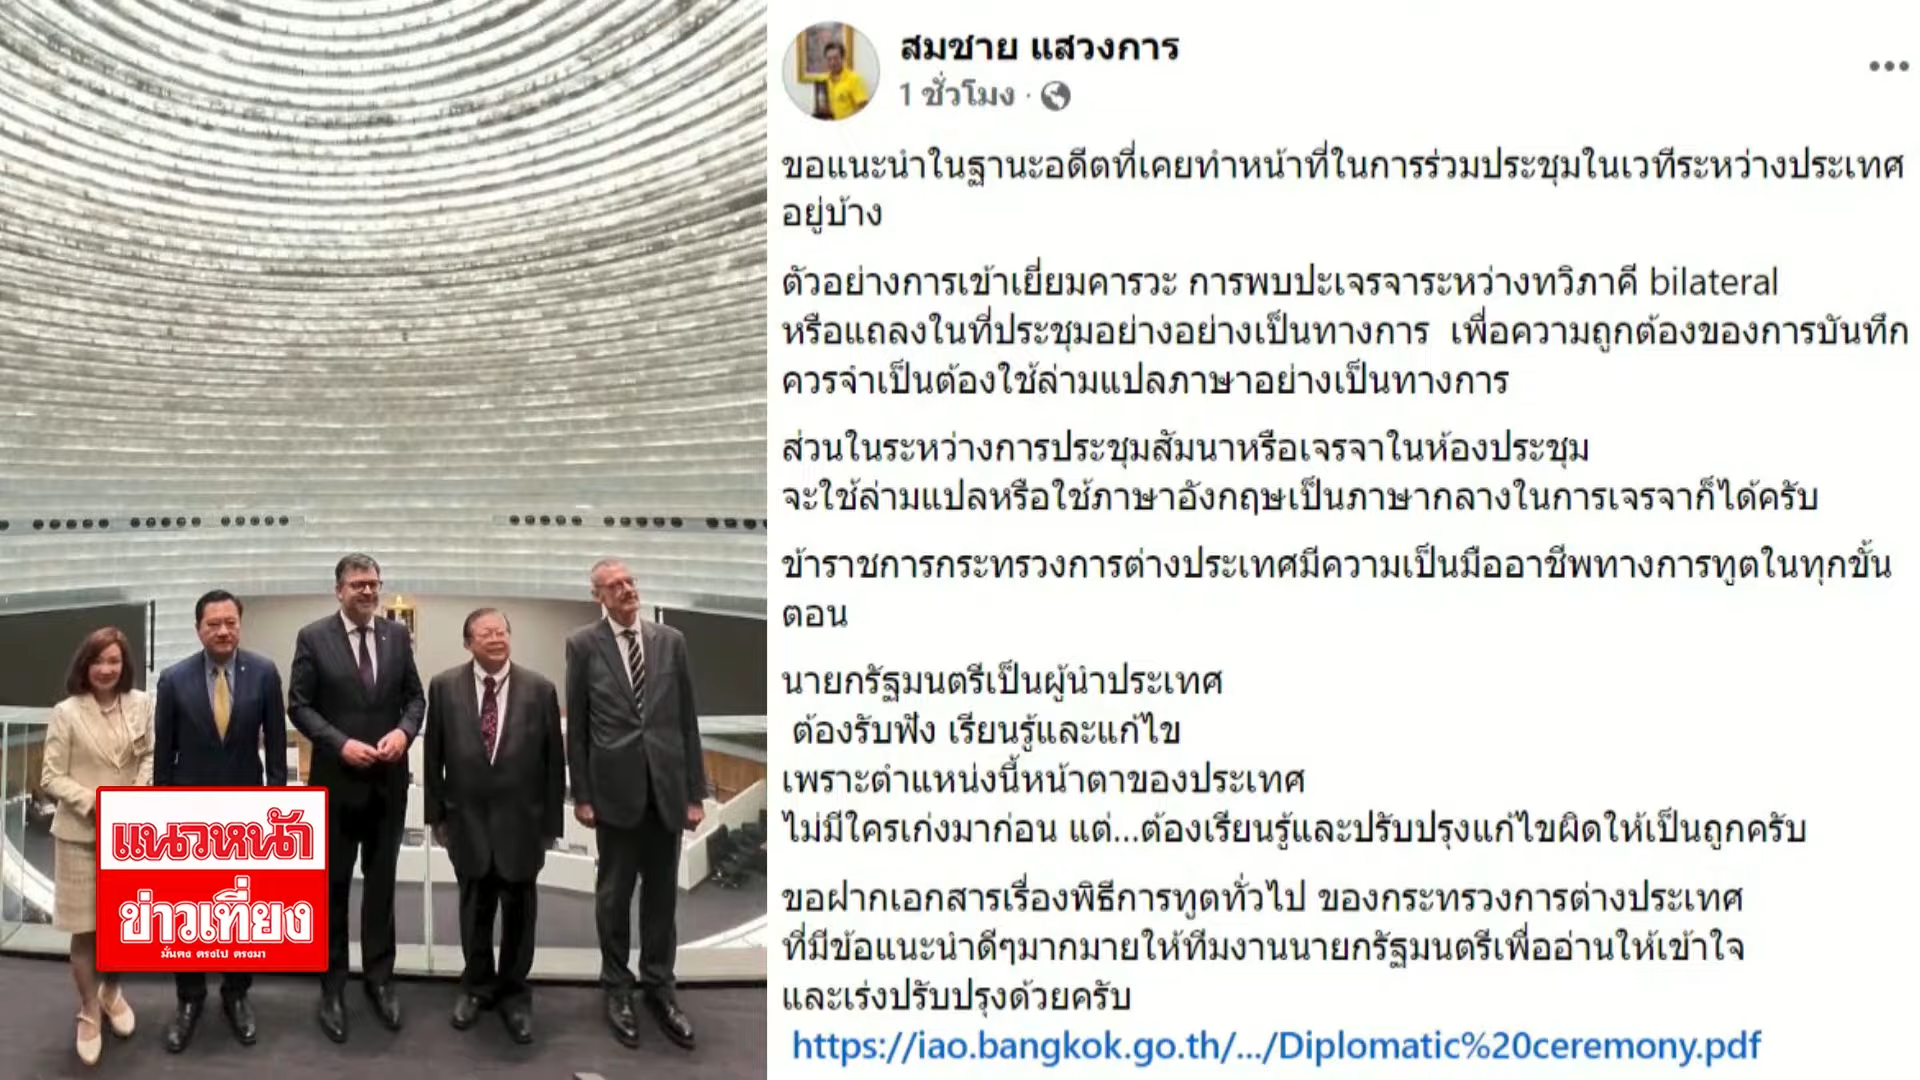 สมชาย แสวงการ
1 ชั่วโมง ·
ขอแนะนำในฐานะอดีตที่เคยทำหน้าที่ในการร่วมประชุมในเวทีระหว่างประเทศ
อยู่บ้าง
ตัวอย่างการเข้าเยี่ยมคารวะ การพบปะเจรจาระหว่างทวิภาคี bilateral
หรือแถลงในที่ประชุมอย่างอย่างเป็นทางการ เพื่อความถูกต้องของการบันทึก
ควรจำเป็นต้องใช้ล่ามแปลภาษาอย่างเป็นทางการ
ส่วนในระหว่างการประชุมสัมนาหรือเจรจาในห้องประชุม
จะใช้ล่ามแปลหรือใช้ภาษาอังกฤษเป็นภาษากลางในการเจรจาก็ได้ครับ
ข้าราชการกระทรวงการต่างประเทศมีความเป็นมืออาชีพทางการทูตในทุกขั้น
ตอน
นายกรัฐมนตรีเป็นผู้นำประเทศ
ต้องรับฟัง เรียนรู้และแก้ไข
เพราะตำแหน่งนี้หน้าตาของประเทศ
ไม่มีใครเก่งมาก่อน แต่...ต้องเรียนรู้และปรับปรุงแก้ไขผิดให้เป็นถูกครับ
ขอฝากเอกสารเรื่องพิธีการทูตทั่วไป ของกระทรวงการต่างประเทศ
ที่มีข้อแนะนำดีๆมากมายให้ทีมงานนายกรัฐมนตรีเพื่ออ่านให้เข้าใจ
และเร่งปรับปรุงด้วยครับ
https://iao.bangkok.go.th/.../Diplomatic%20ceremony.pdf
แนวหน้า
ข่าวเที่ยง
มั่นคง ตรงไป ตรงมา